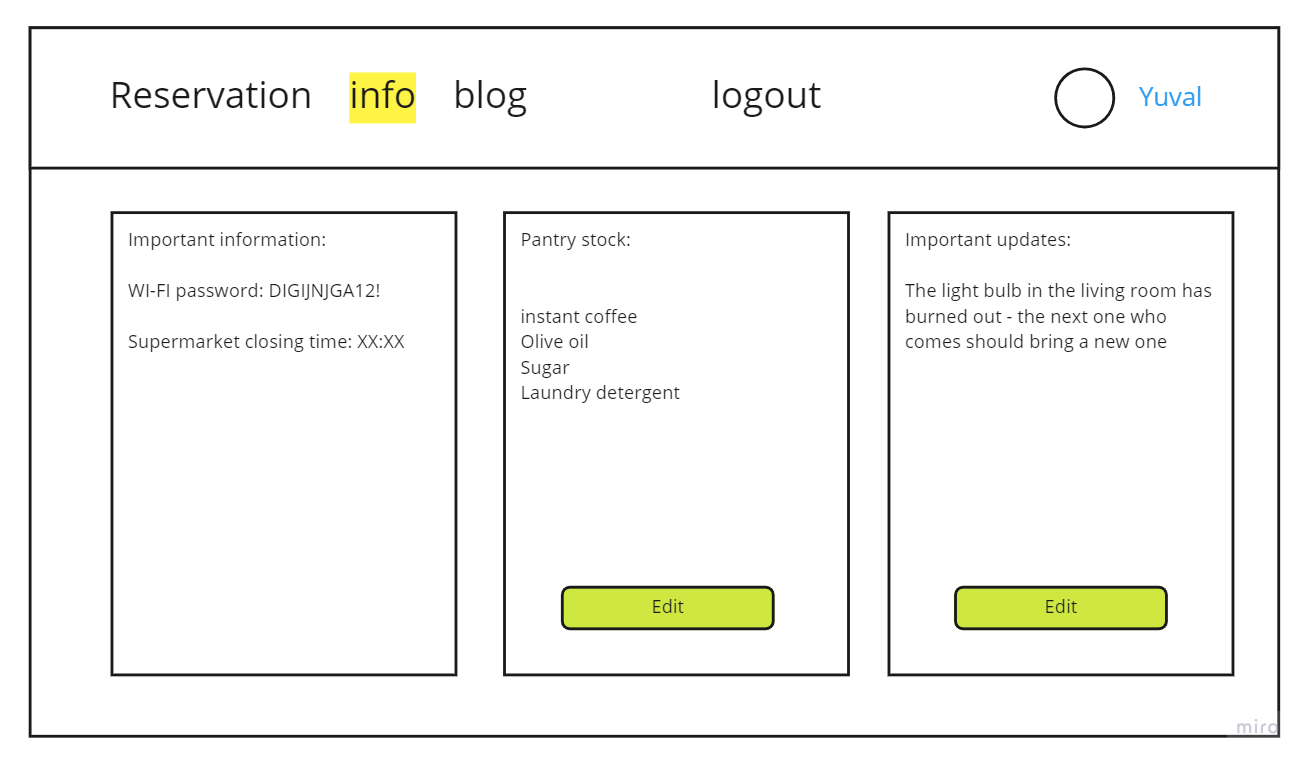 Reservation info blog logout Yuval
Important information:
WI-FI password: DIGIJNJGA12!
Supermarket closing time: XX:XX
Pantry stock:
instant coffee
Olive oil
Sugar
Laundry detergent
Edit
Important updates:
The light bulb in the living room has
burned out - the next one who
comes should bring a new one
Edit
miro